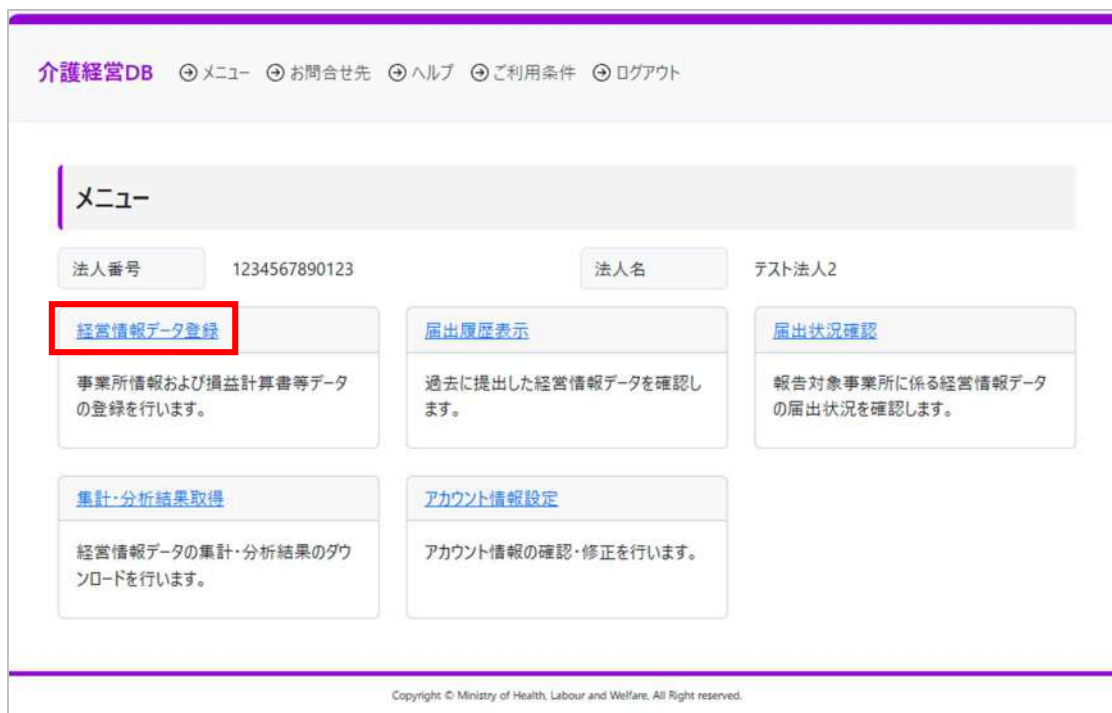 介護経営DB メニュー お問合せ先 ヘルプ ご利用条件 ログアウト
メニュー
法人番号 1234567890123 法人名 テスト法人2
経営情報データ登録
事業所情報および損益計算書等データ
の登録を行います。
届出履歴表示
過去に提出した経営情報データを確認し
ます。
届出状況確認
報告対象事業所に係る経営情報データ
の届出状況を確認します。
集計・分析結果取得
経営情報データの集計・分析結果のダウ
ンロードを行います。
アカウント情報設定
アカウント情報の確認・修正を行います。
Copyright © Ministry of Health, Labour and Welfare, All Right reserved.